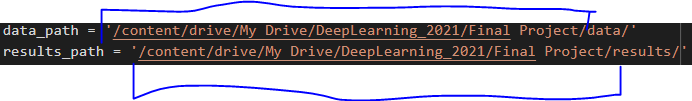 data_path = '/content/drive/My Drive/DeepLearning_2021/Final Project/data/'
results_path = '/content/drive/My Drive/DeepLearning_2021/Final Project/results/'